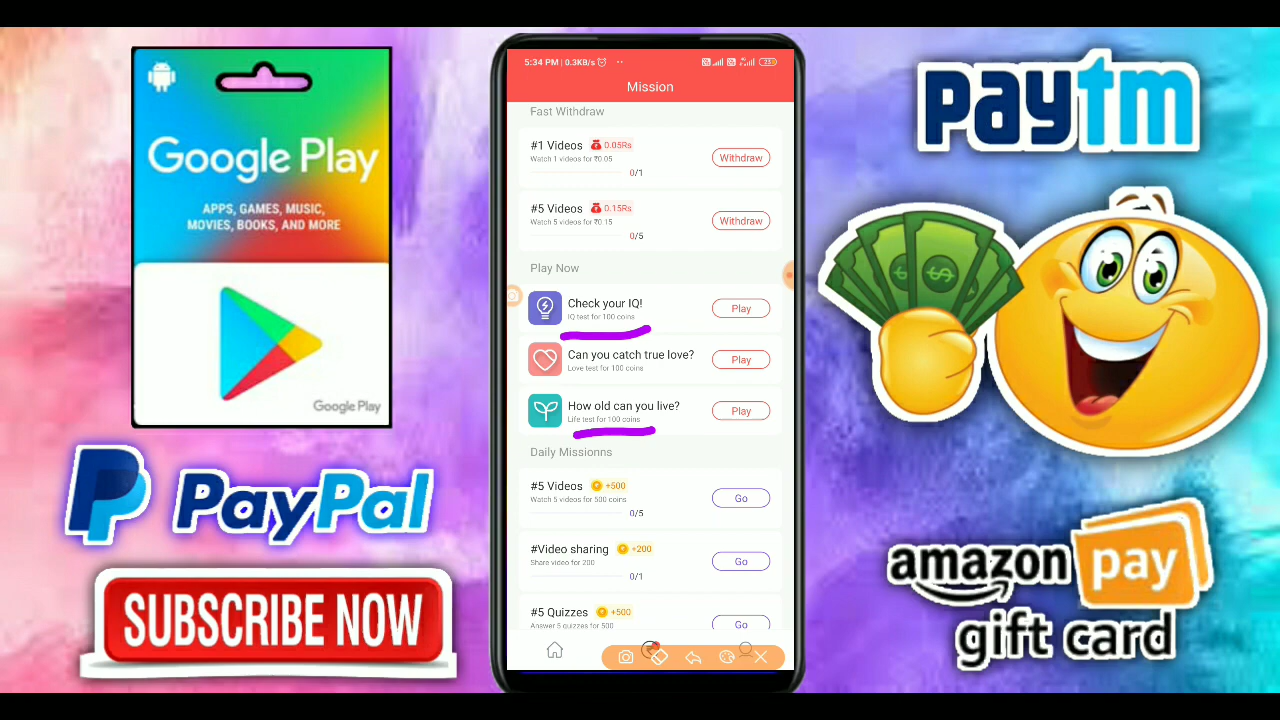 Google Play
APPS, GAMES, MUSIC,
MOVIES, BOOKS, AND MORE
Google Play
PayPal
SUBSCRIBE NOW
5:34 PM | 0.3KB/s
23
Mission
Fast Withdraw
#1 Videos 0.05Rs
Watch 1 videos for ₹0.05
0/1
Withdraw
#5 Videos 0.15Rs
Watch 5 videos for ₹0.15
0/5
Withdraw
Play Now
Check your IQ!
IQ test for 100 coins
Play
Can you catch true love?
Love test for 100 coins
Play
How old can you live?
Life test for 100 coins
Play
Daily Missionns
#5 Videos +500
Watch 5 videos for 500 coins
0/5
Go
#Video sharing +200
Share video for 200
0/1
Go
#5 Quizzes +500
Answer 5 quizzes for 500
Go
paytm
amazon pay
gift card